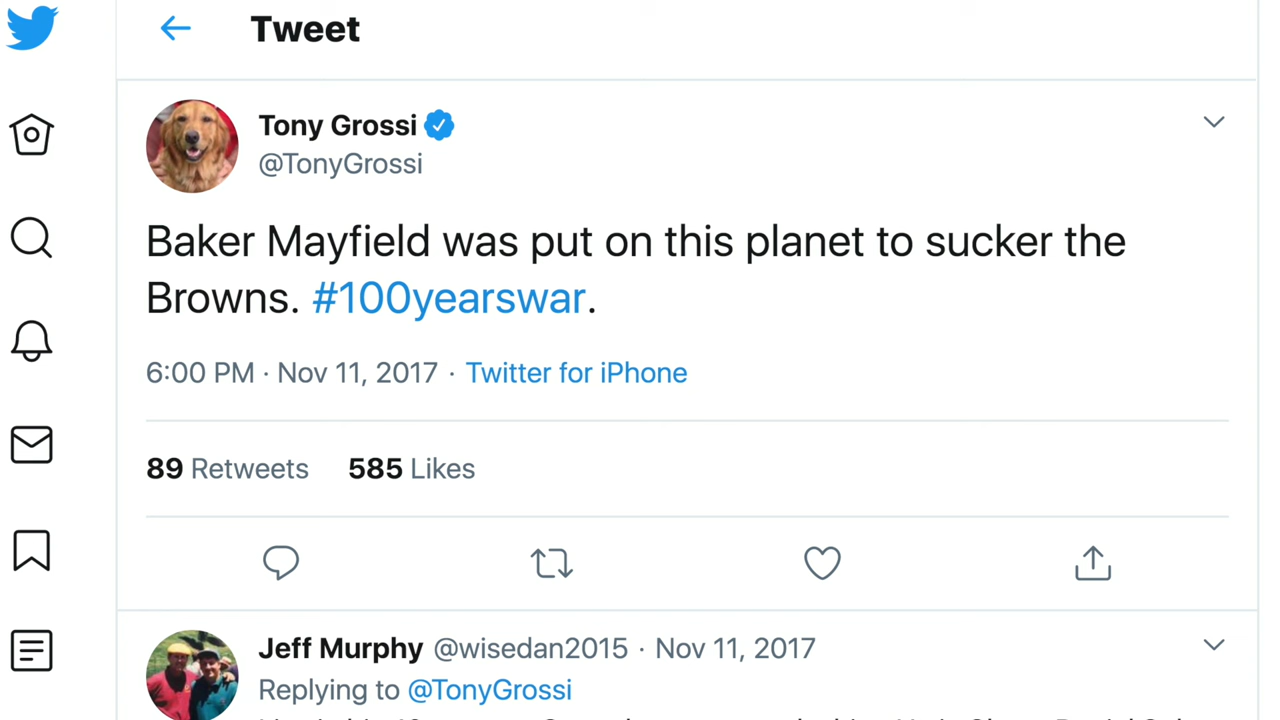 Tweet
Tony Grossi
@TonyGrossi
Baker Mayfield was put on this planet to sucker the
Browns. #100yearswar.
6:00 PM · Nov 11, 2017 · Twitter for iPhone
89 Retweets 585 Likes
Jeff Murphy @wisedan2015 · Nov 11, 2017
Replying to @TonyGrossi